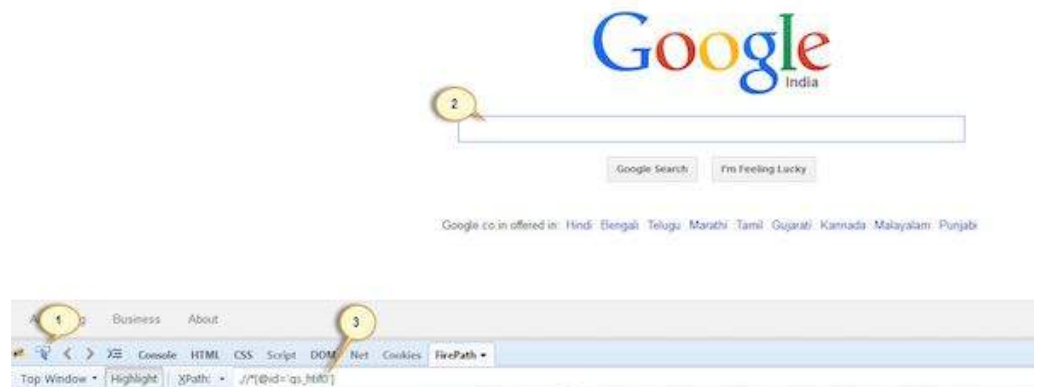 Google
India
2
Google Search I'm Feeling Lucky
Google.co.in offered in: Hindi Bengali Telugu Marathi Tamil Gujarati Kannada Malayalam Punjabi
1 Business About
3
Console HTML CSS Script DOM Net Cookies FirePath
Top Window Highlight XPath: .//*[@id='gs_htif0']